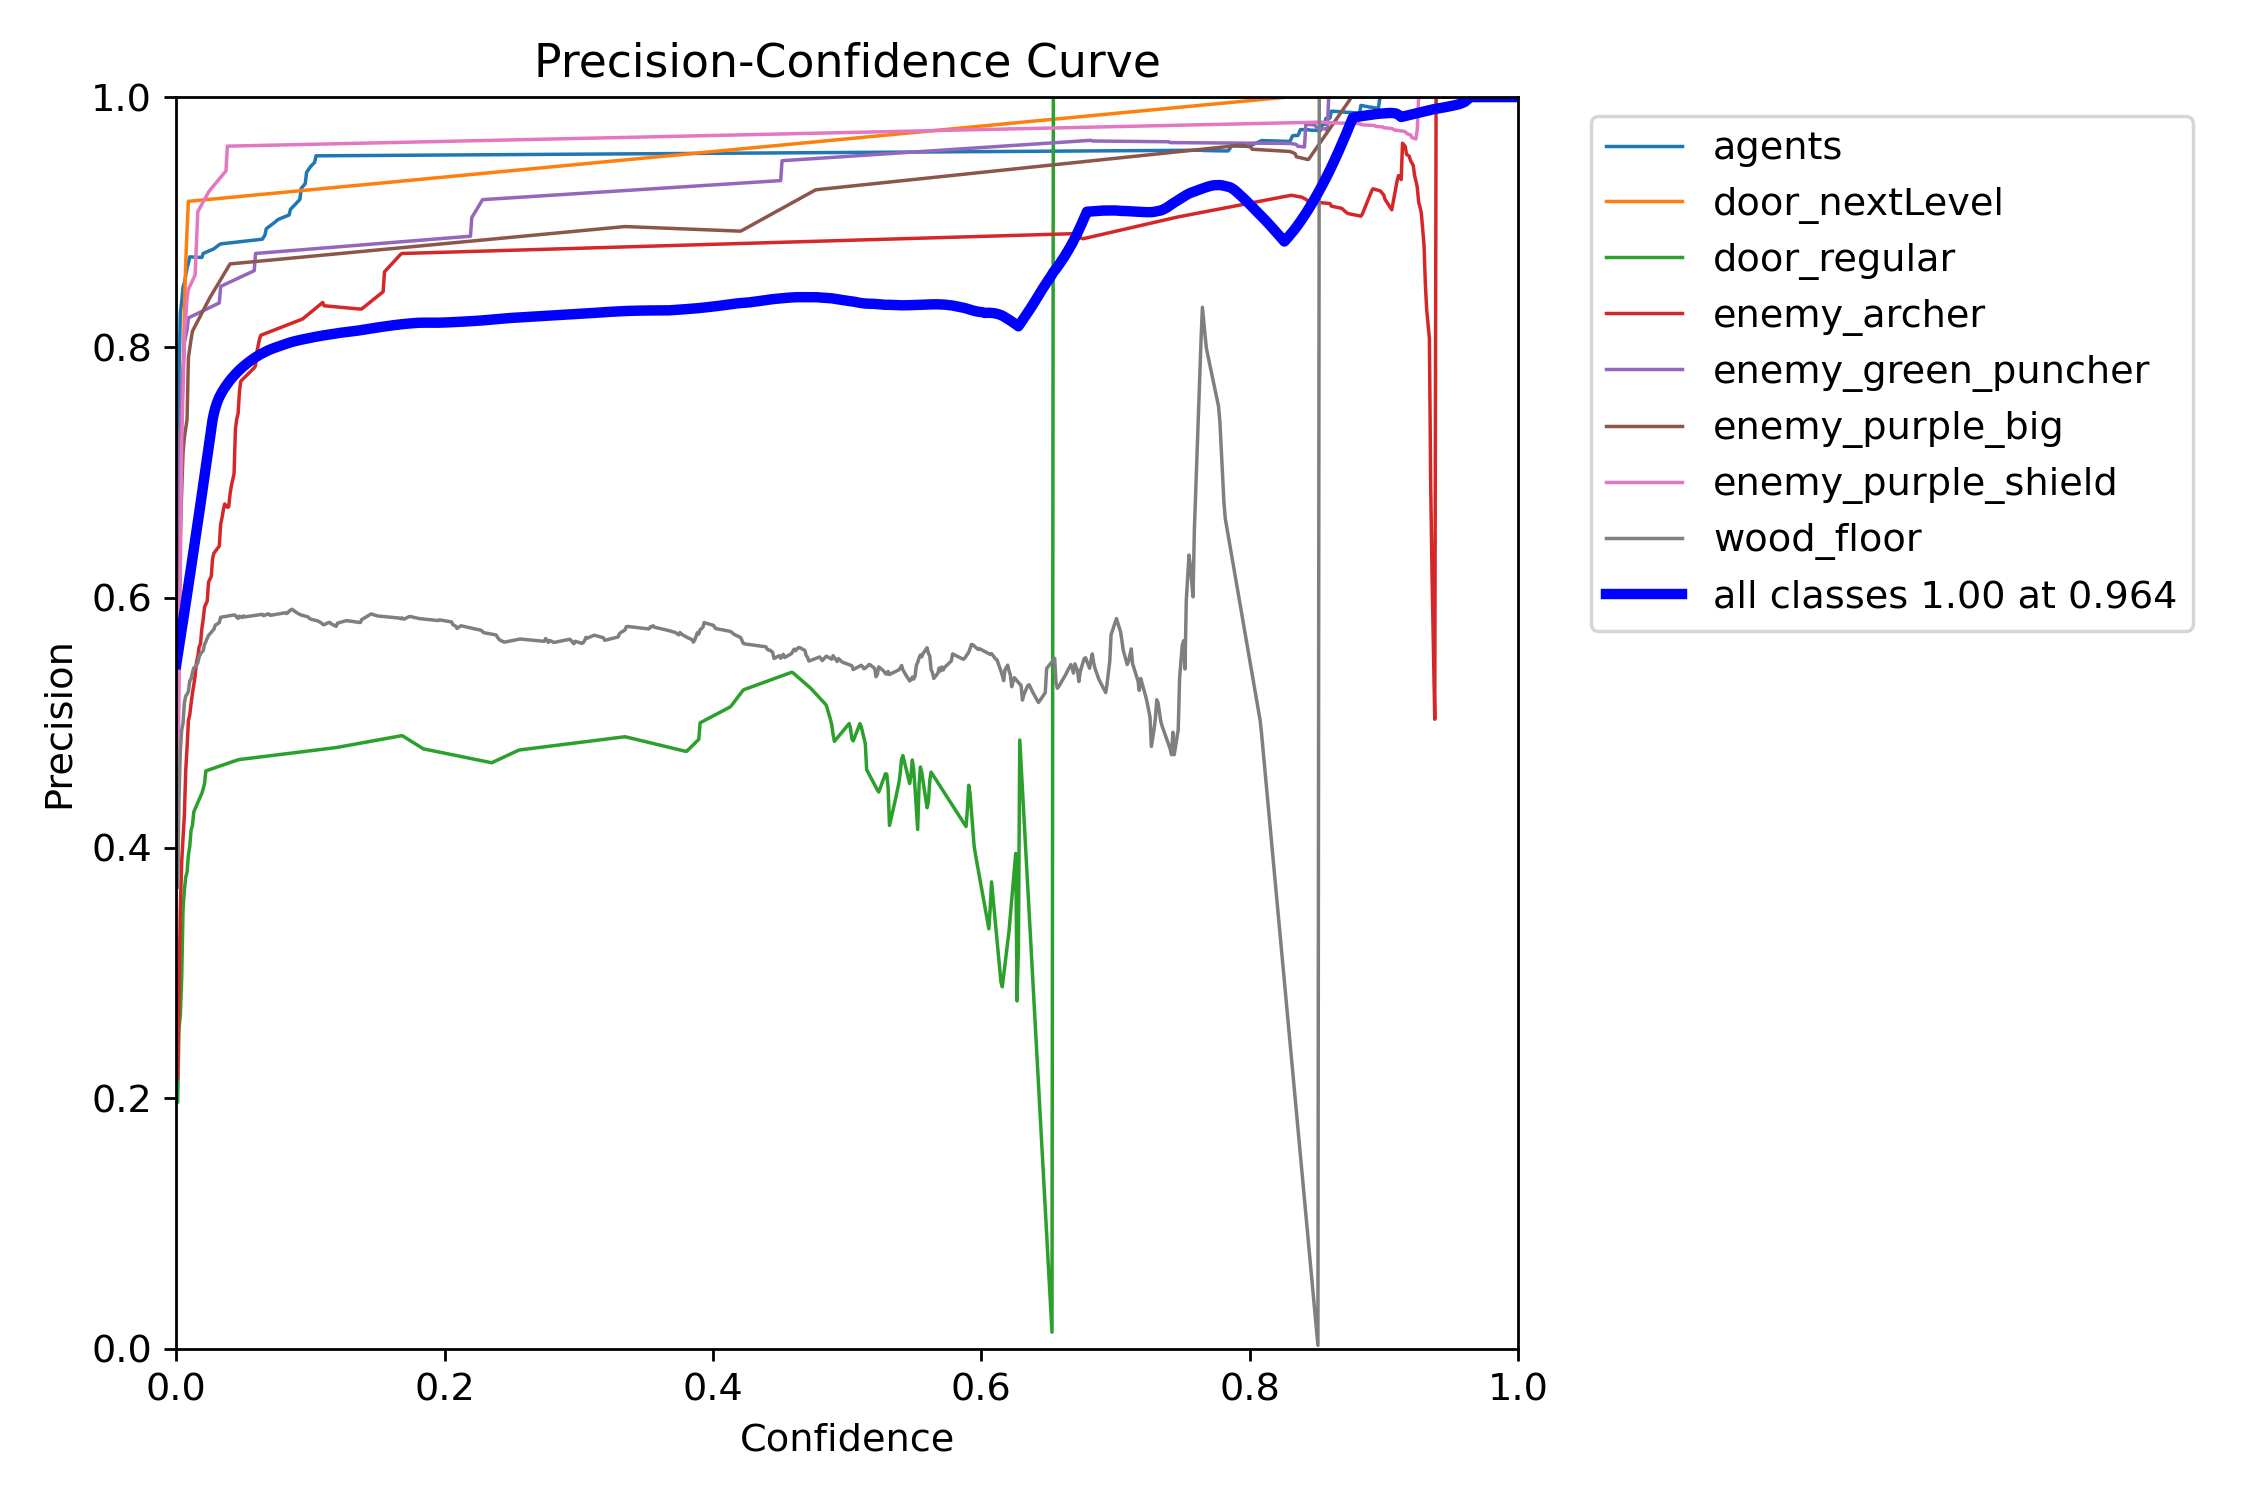 Precision-Confidence Curve
1.0
0.8
0.6
0.4
0.2
0.0
Precision
0.0 0.2 0.4 0.6 0.8 1.0
Confidence
agents
door_nextLevel
door_regular
enemy_archer
enemy_green_puncher
enemy_purple_big
enemy_purple_shield
wood_floor
all classes 1.00 at 0.964